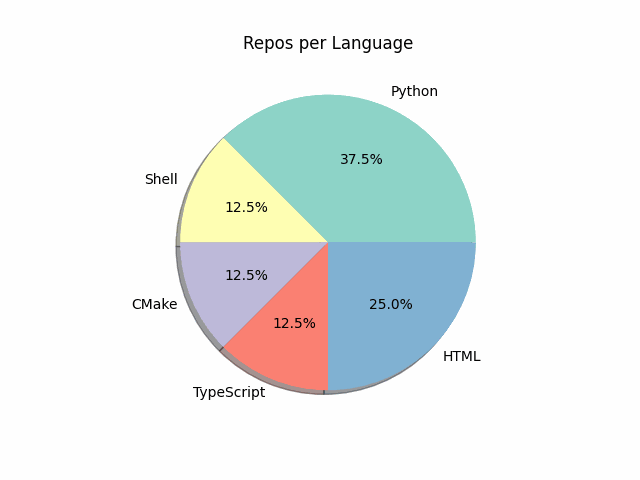 Repos per Language
Python
37.5%
Shell
12.5%
CMake
12.5%
TypeScript
12.5%
HTML
25.0%